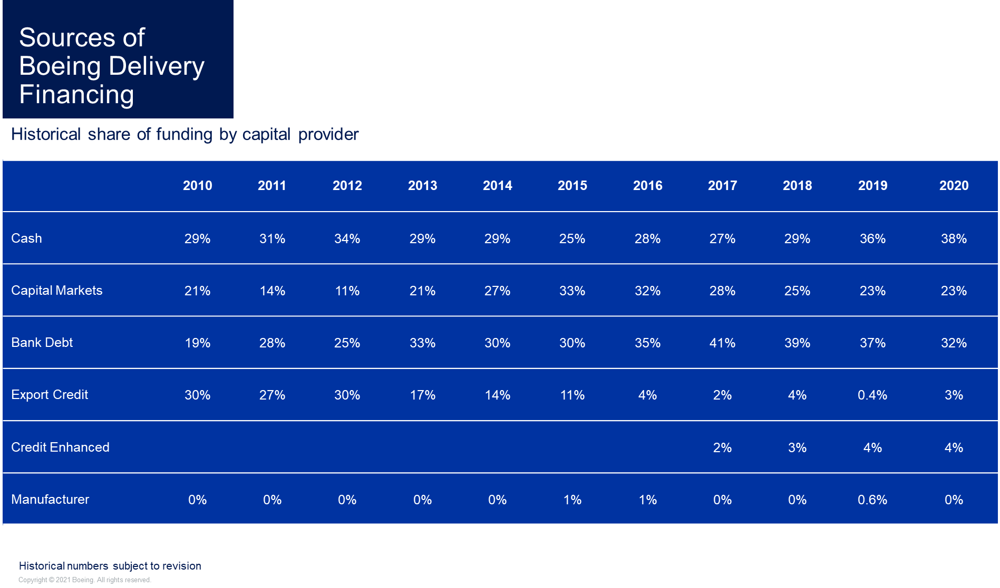 Sources of
Boeing Delivery
Financing
Historical share of funding by capital provider
2010 2011 2012 2013 2014 2015 2016 2017 2018 2019 2020
Cash 29% 31% 34% 29% 29% 25% 28% 27% 29% 36% 38%
Capital Markets 21% 14% 11% 21% 27% 33% 32% 28% 25% 23% 23%
Bank Debt 19% 28% 25% 33% 30% 30% 35% 41% 39% 37% 32%
Export Credit 30% 27% 30% 17% 14% 11% 4% 2% 4% 0.4% 3%
Credit Enhanced 2% 3% 4% 4%
Manufacturer 0% 0% 0% 0% 0% 1% 1% 0% 0% 0.6% 0%
Historical numbers subject to revision
Copyright © 2021 Boeing. All rights reserved.